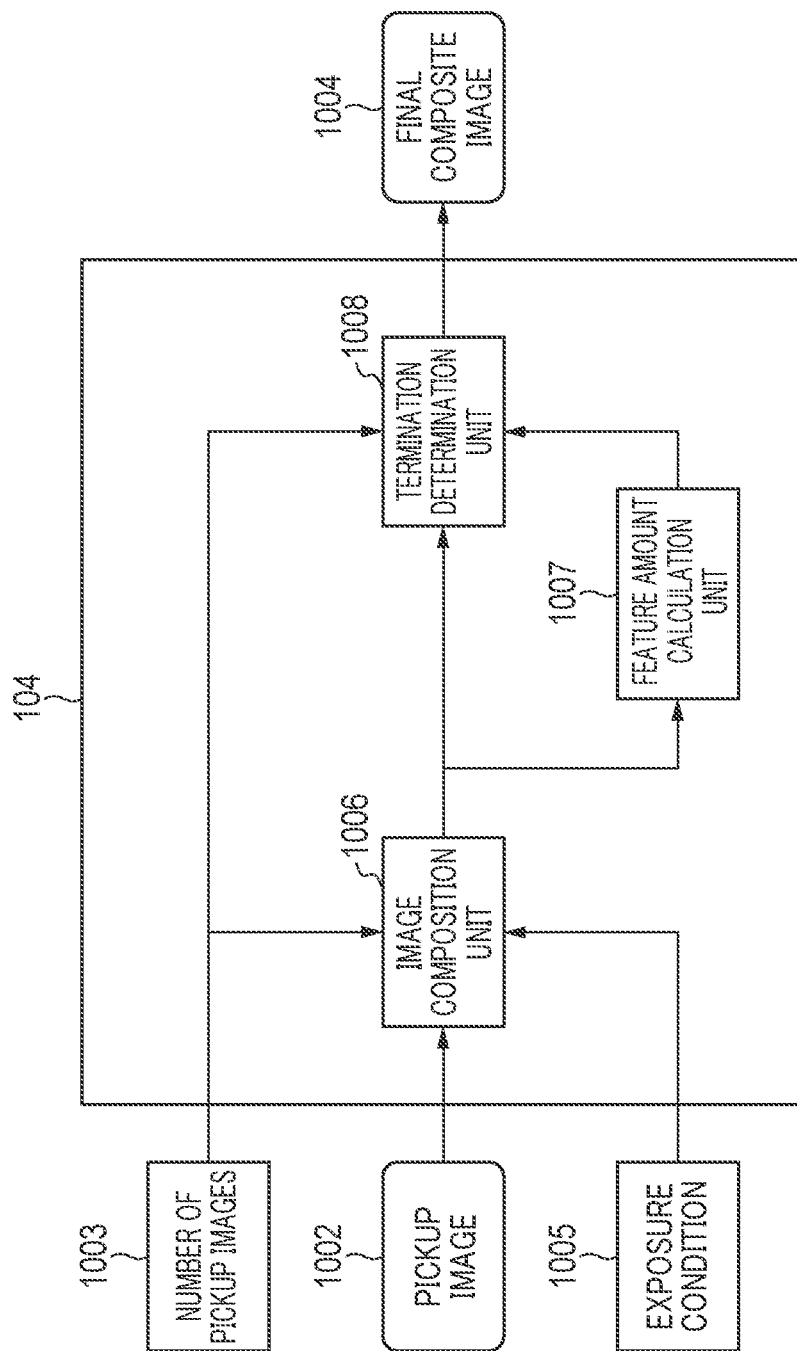 104
1003
NUMBER OF
PICKUP IMAGES
1002
PICKUP
IMAGE
1005
EXPOSURE
CONDITION
1006
IMAGE
COMPOSITION
UNIT
1007
FEATURE AMOUNT
CALCULATION
UNIT
1008
TERMINATION
DETERMINATION
UNIT
1004
FINAL
COMPOSITE
IMAGE